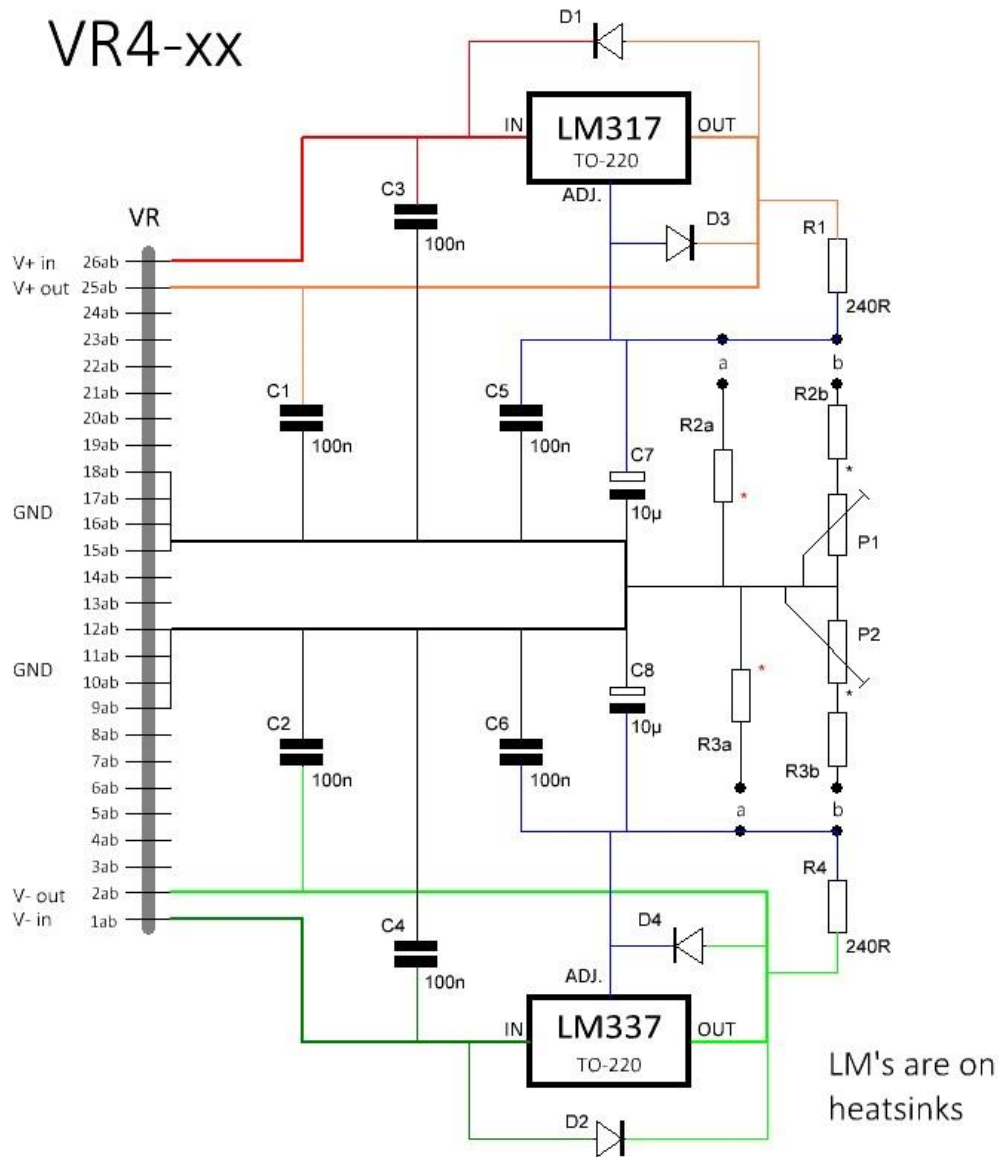 VR4-xx
D1
IN
LM317
TO-220
OUT
ADJ.
D3
R1
240R
C3
100n
VR
V+ in
26ab
V+ out
25ab
24ab
23ab
22ab
21ab
20ab
19ab
18ab
17ab
GND
16ab
15ab
14ab
13ab
12ab
11ab
GND
10ab
9ab
8ab
7ab
6ab
5ab
4ab
3ab
V- out
2ab
V- in
1ab
C1
100n
C5
100n
C7
10µ
a
b
R2a
*
R2b
*
P1
P2
*
*
R3a
R3b
a
b
C8
10µ
C2
100n
C6
100n
R4
240R
C4
100n
D4
ADJ.
IN
LM337
TO-220
OUT
D2
LM's are on
heatsinks